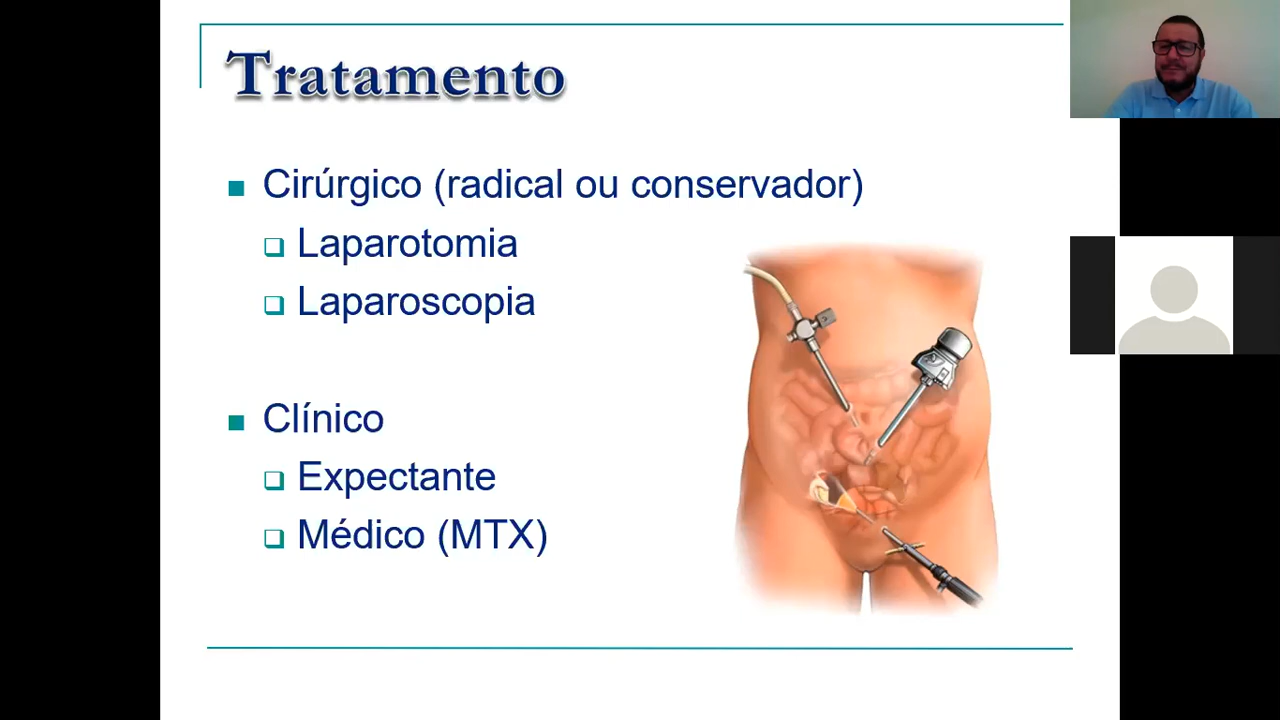 Tratamento
Cirúrgico (radical ou conservador)
Laparotomia
Laparoscopia
Clínico
Expectante
Médico (MTX)